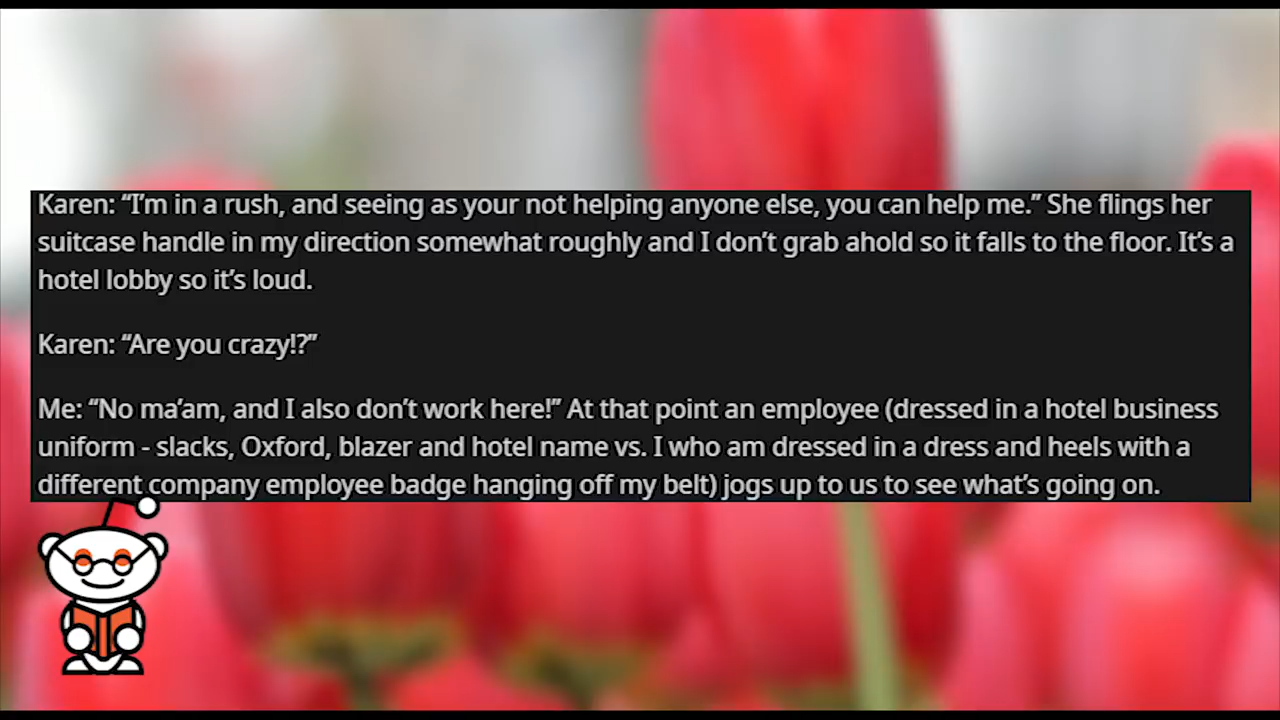 Karen: “I’m in a rush, and seeing as your not helping anyone else, you can help me.” She flings her
suitcase handle in my direction somewhat roughly and I don’t grab ahold so it falls to the floor. It’s a
hotel lobby so it’s loud.
Karen: “Are you crazy!?”
Me: “No ma’am, and I also don’t work here!” At that point an employee (dressed in a hotel business
uniform - slacks, Oxford, blazer and hotel name vs. I who am dressed in a dress and heels with a
different company employee badge hanging off my belt) jogs up to us to see what’s going on.